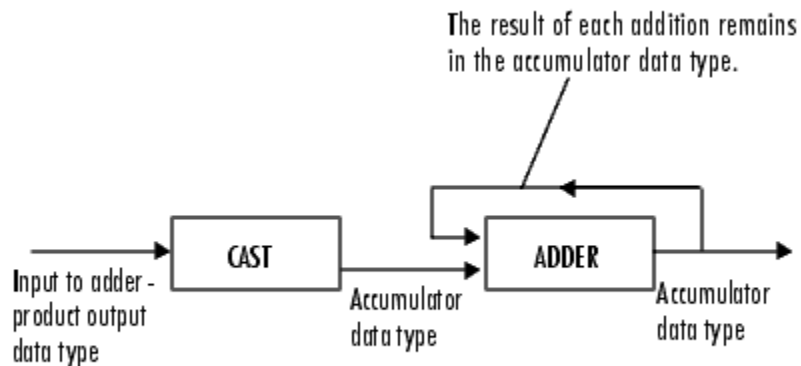 The result of each addition remains
in the accumulator data type.
CAST
ADDER
Input to adder -
product output
data type
Accumulator
data type
Accumulator
data type